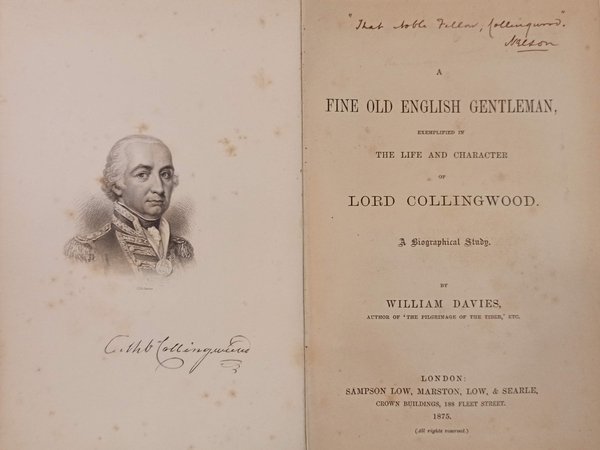 Cuthb Collingwood
"That Noble Fellow, Collingwood".
Nelson
A
FINE OLD ENGLISH GENTLEMAN,
EXEMPLIFIED IN
THE LIFE AND CHARACTER
OF
LORD COLLINGWOOD.
A Biographical Study.
BY
WILLIAM DAVIES,
AUTHOR OF 'THE PILGRIMAGE OF THE TIBER,' ETC.
LONDON:
SAMPSON LOW, MARSTON, LOW, & SEARLE,
CROWN BUILDINGS, 188 FLEET STREET.
1875.
(All rights reserved.)